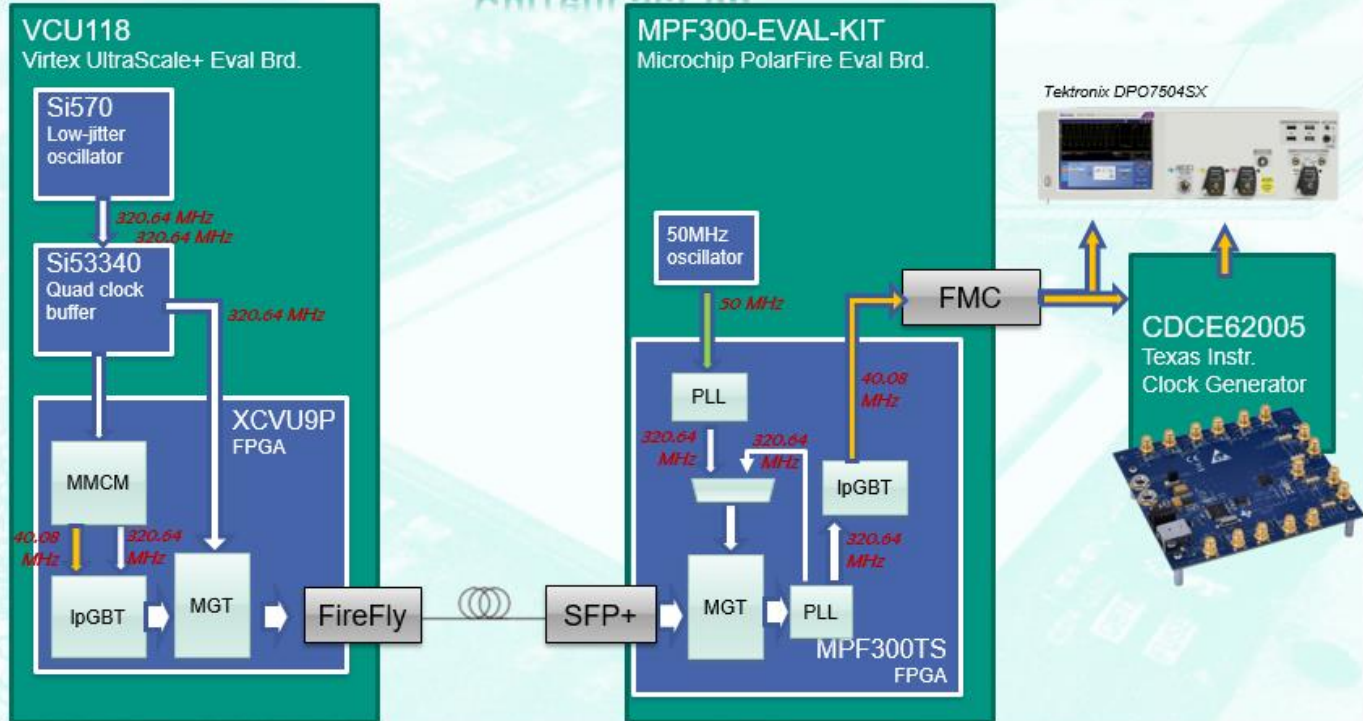 VCU118
Virtex UltraScale+ Eval Brd.
Si570
Low-jitter
oscillator
320.64 MHz
320.64 MHz
Si53340
Quad clock
buffer
320.64 MHz
XCVU9P
FPGA
MMCM
40.08
MHz
320.64
MHz
lpGBT
MGT
FireFly
SFP+
MPF300-EVAL-KIT
Microchip PolarFire Eval Brd.
50MHz
oscillator
50 MHz
PLL
320.64
MHz
320.64
MHz
40.08
MHz
lpGBT
320.64
MHz
MGT
PLL
MPF300TS
FPGA
FMC
Tektronix DPO7504SX
CDCE62005
Texas Instr.
Clock Generator